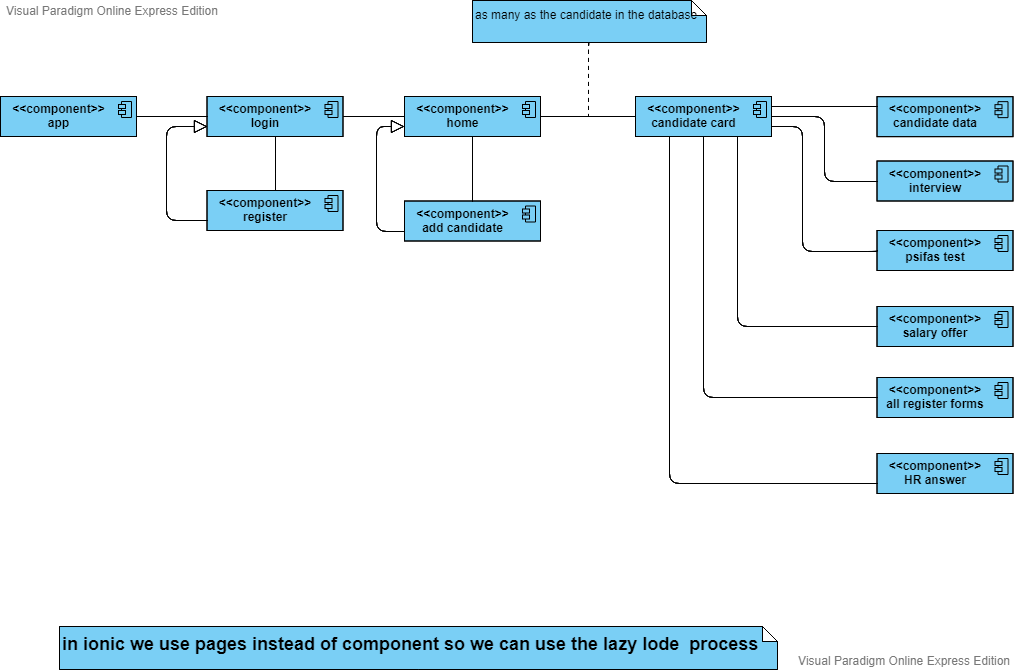 Visual Paradigm Online Express Edition
as many as the candidate in the database
<<component>>
app
<<component>>
login
<<component>>
home
<<component>>
candidate card
<<component>>
candidate data
<<component>>
interview
<<component>>
register
<<component>>
add candidate
<<component>>
psifas test
<<component>>
salary offer
<<component>>
all register forms
<<component>>
HR answer
in ionic we use pages instead of component so we can use the lazy lode  process
Visual Paradigm Online Express Edition